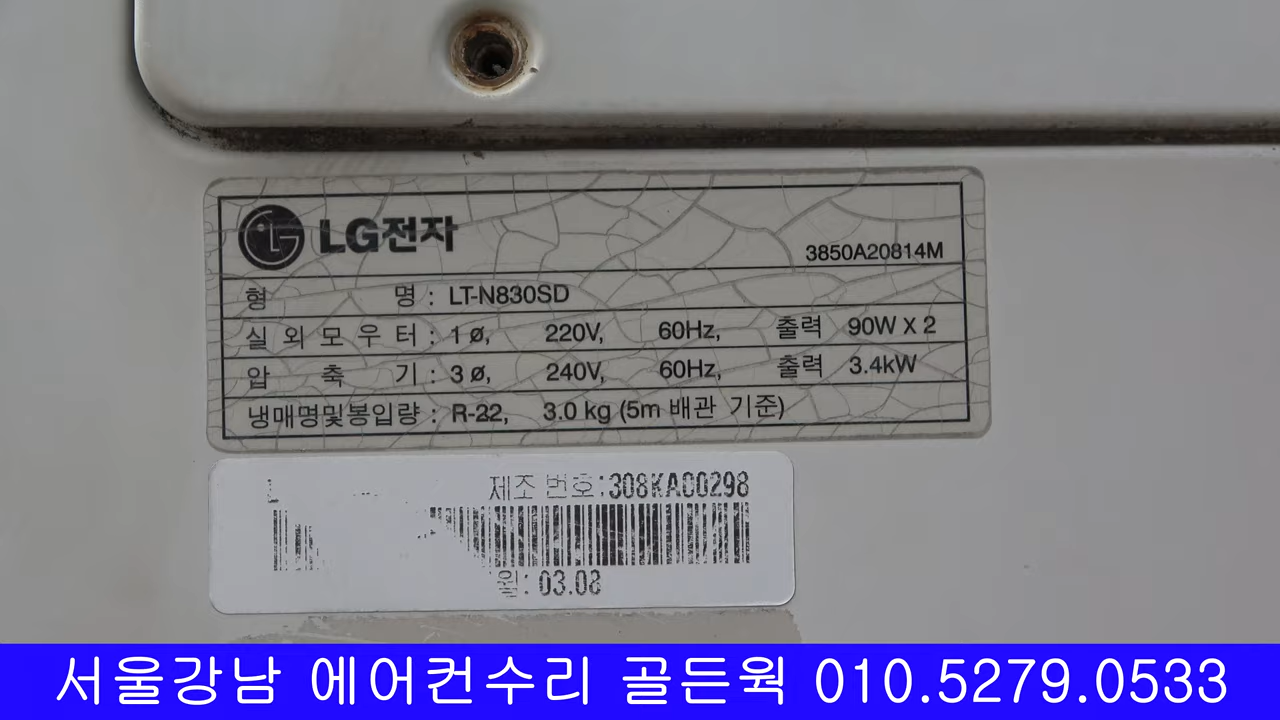 LG전자
3850A20814M
형 명 : LT-N830SD
실 외 모 우 터 : 1 ø, 220V, 60Hz, 출력 90W X 2
압 축 기 : 3 ø, 240V, 60Hz, 출력 3.4kW
냉매명및봉입량 : R-22, 3.0 kg (5m 배관 기준)
제조 번호:308KA00298
월: 03.08
서울강남 에어컨수리 골든웍 010.5279.0533